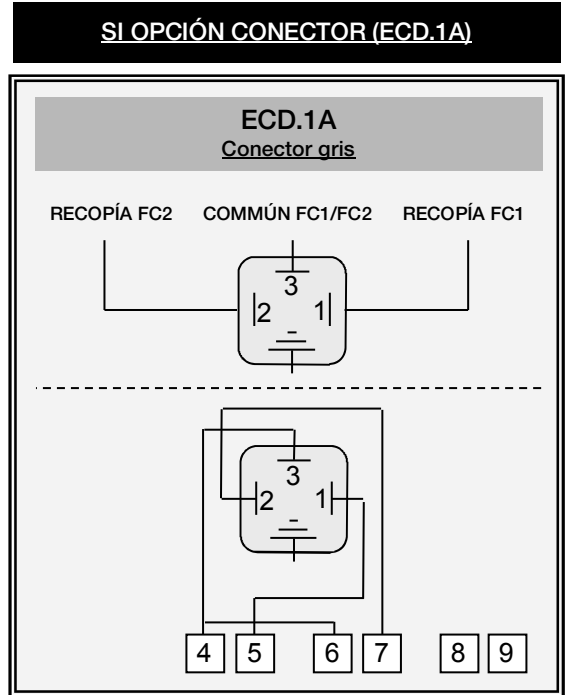 SI OPCIÓN CONECTOR (ECD.1A)
ECD.1A
Conector gris
RECOPÍA FC2 COMMÚN FC1/FC2 RECOPÍA FC1
3
2 1
3
2 1
4 5 6 7 8 9